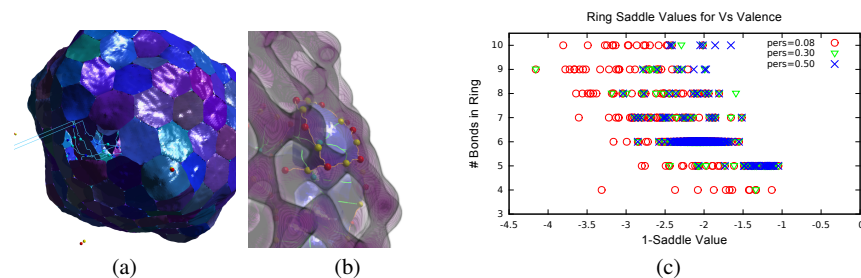 Ring Saddle Values for Vs Valence
pers=0.08
pers=0.30
pers=0.50
10
9
8
7
6
5
4
3
# Bonds in Ring
-4.5 -4 -3.5 -3 -2.5 -2 -1.5 -1 0
1-Saddle Value
(a) (b) (c)